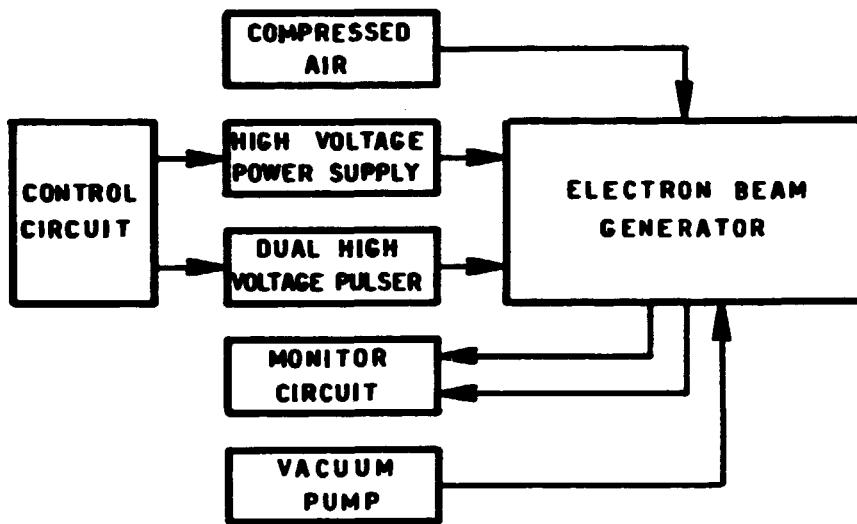 COMPRESSED
AIR
HIGH VOLTAGE
POWER SUPPLY
CONTROL
CIRCUIT
ELECTRON BEAM
GENERATOR
DUAL HIGH
VOLTAGE PULSER
MONITOR
CIRCUIT
VACUUM
PUMP